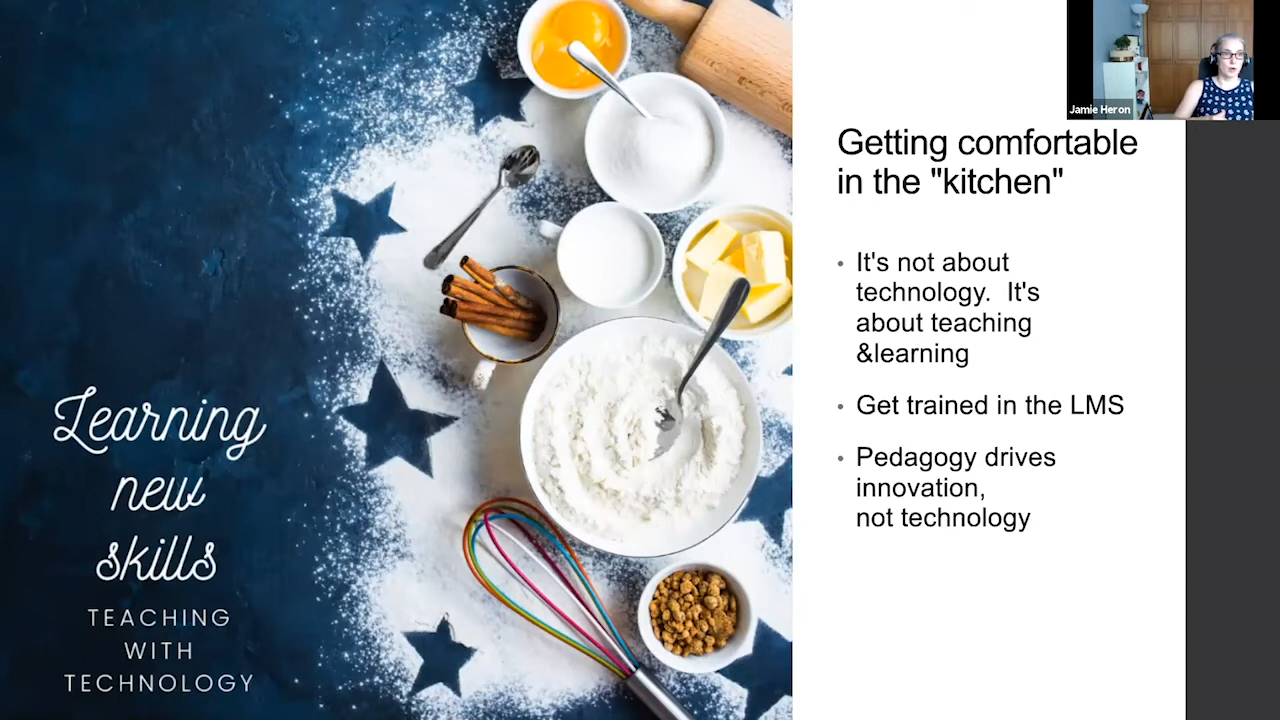 Learning
new
skills
TEACHING
WITH
TECHNOLOGY
Jamie Heron
Getting comfortable
in the "kitchen"
• It's not about
technology.  It's
about teaching
&learning
• Get trained in the LMS
• Pedagogy drives
innovation,
not technology